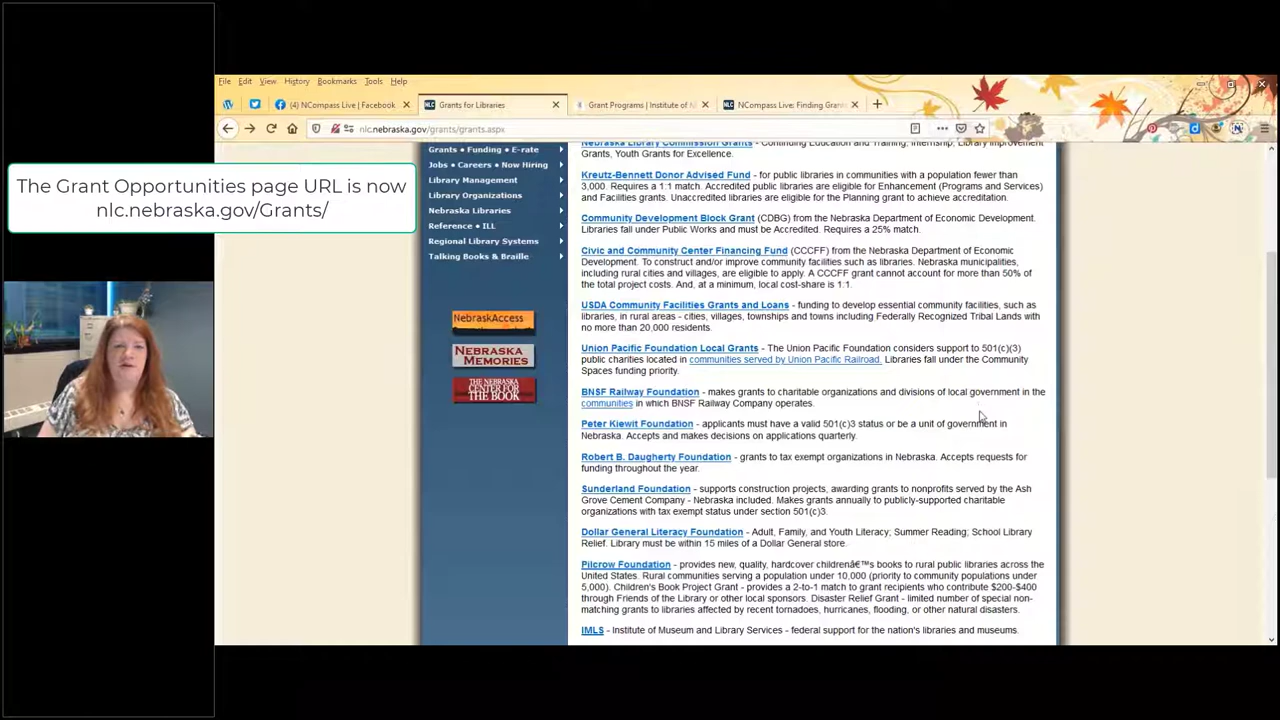 File Edit View History Bookmarks Tools Help
(4) NCompass Live | Facebook
Grants for Libraries
Grant Programs | Institute of M
NCompass Live: Finding Grant
nlc.nebraska.gov/grants/grants.aspx
The Grant Opportunities page URL is now
nlc.nebraska.gov/Grants/
Grants • Funding • E-rate
Jobs • Careers • Now Hiring
Library Management
Library Organizations
Nebraska Libraries
Reference • ILL
Regional Library Systems
Talking Books & Braille
NebraskAccess
NEBRASKA
MEMORIES
THE NEBRASKA
CENTER FOR
THE BOOK
Nebraska Library Commission Grants - Continuing Education and Training, Internship, Library Improvement
Grants, Youth Grants for Excellence.
Kreutz-Bennett Donor Advised Fund - for public libraries in communities with a population fewer than
3,000. Requires a 1:1 match. Accredited public libraries are eligible for Enhancement (Programs and Services)
and Facilities grants. Unaccredited libraries are eligible for the Planning grant to achieve accreditation.
Community Development Block Grant (CDBG) from the Nebraska Department of Economic Development.
Libraries fall under Public Works and must be Accredited. Requires a 25% match.
Civic and Community Center Financing Fund (CCCFF) from the Nebraska Department of Economic
Development. To construct and/or improve community facilities such as libraries. Nebraska municipalities,
including rural cities and villages, are eligible to apply. A CCCFF grant cannot account for more than 50% of
the total project costs. And, at a minimum, local cost-share is 1:1.
USDA Community Facilities Grants and Loans - funding to develop essential community facilities, such as
libraries, in rural areas - cities, villages, townships and towns including Federally Recognized Tribal Lands with
no more than 20,000 residents.
Union Pacific Foundation Local Grants - The Union Pacific Foundation considers support to 501(c)(3)
public charities located in communities served by Union Pacific Railroad. Libraries fall under the Community
Spaces funding priority.
BNSF Railway Foundation - makes grants to charitable organizations and divisions of local government in the
communities in which BNSF Railway Company operates.
Peter Kiewit Foundation - applicants must have a valid 501(c)3 status or be a unit of government in
Nebraska. Accepts and makes decisions on applications quarterly.
Robert B. Daugherty Foundation - grants to tax exempt organizations in Nebraska. Accepts requests for
funding throughout the year.
Sunderland Foundation - supports construction projects, awarding grants to nonprofits served by the Ash
Grove Cement Company - Nebraska included. Makes grants annually to publicly-supported charitable
organizations with tax exempt status under section 501(c)3.
Dollar General Literacy Foundation - Adult, Family, and Youth Literacy; Summer Reading; School Library
Relief. Library must be within 15 miles of a Dollar General store.
Pilcrow Foundation - provides new, quality, hardcover childrenâ€™s books to rural public libraries across the
United States. Rural communities serving a population under 10,000 (priority to community populations under
5,000). Children's Book Project Grant - provides a 2-to-1 match to grant recipients who contribute $200-$400
through Friends of the Library or other local sponsors. Disaster Relief Grant - limited number of special non-
matching grants to libraries affected by recent tornadoes, hurricanes, flooding, or other natural disasters.
IMLS - Institute of Museum and Library Services - federal support for the nation's libraries and museums.